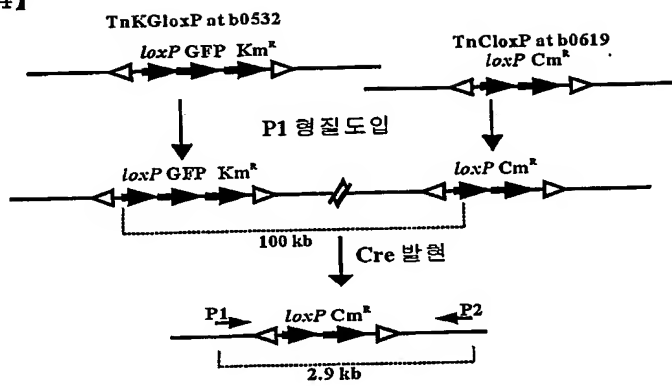 4】
TnKGloxP at b0532
loxP GFP Km^R
TnCloxP at b0619
loxP Cm^R
P1 형질도입
loxP GFP Km^R
loxP Cm^R
100 kb
Cre 발현
P1
loxP Cm^R
P2
2.9 kb